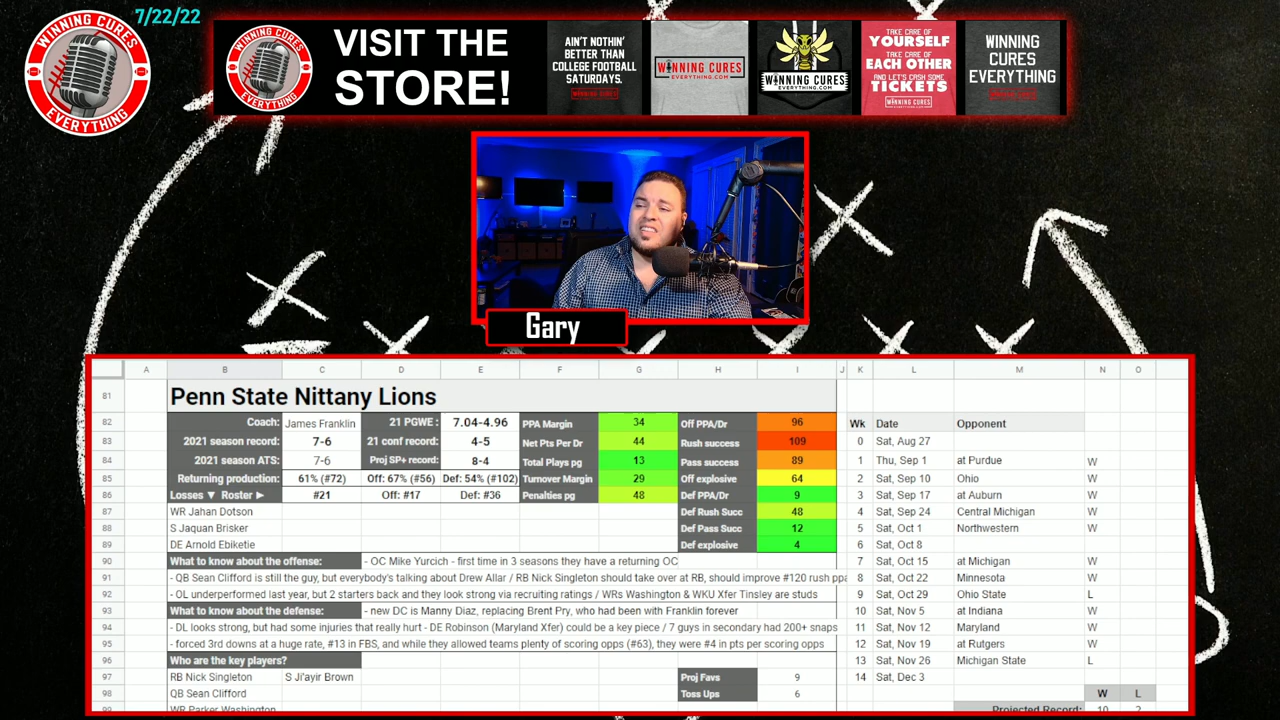 7/22/22
WINNING CURES
EVERYTHING
WINNING CURES
EVERYTHING
VISIT THE
STORE!
AIN'T NOTHIN'
BETTER THAN
COLLEGE FOOTBALL
SATURDAYS.
WINNING CURES
EVERYTHING.COM
WINNING CURES
EVERYTHING.COM
TAKE CARE OF
YOURSELF
TAKE CARE OF
EACH OTHER
AND LET'S CASH SOME
TICKETS
WINNING CURES
WINNING
CURES
EVERYTHING
Gary
A B C D E F G H I J K L M N O
81 Penn State Nittany Lions
82 Coach: James Franklin 21 PGWE : 7.04-4.96 PPA Margin 34 Off PPA/Dr 96 Wk Date Opponent
83 2021 season record: 7-6 21 conf record: 4-5 Net Pts Per Dr 44 Rush success 109 0 Sat, Aug 27
84 2021 season ATS: 7-6 Proj SP+ record: 8-4 Total Plays pg 13 Pass success 89 1 Thu, Sep 1 at Purdue W
85 Returning production: 61% (#72) Off: 67% (#56) Def: 54% (#102) Turnover Margin 29 Off explosive 64 2 Sat, Sep 10 Ohio W
86 Losses ▼ Roster ► #21 Off: #17 Def: #36 Penalties pg 48 Def PPA/Dr 9 3 Sat, Sep 17 at Auburn W
87 WR Jahan Dotson Def Rush Succ 48 4 Sat, Sep 24 Central Michigan W
88 S Jaquan Brisker Def Pass Succ 12 5 Sat, Oct 1 Northwestern W
89 DE Arnold Ebiketie Def explosive 4 6 Sat, Oct 8
90 What to know about the offense: - OC Mike Yurcich - first time in 3 seasons they have a returning OC 7 Sat, Oct 15 at Michigan W
91 - QB Sean Clifford is still the guy, but everybody's talking about Drew Allar / RB Nick Singleton should take over at RB, should improve #120 rush ppa 8 Sat, Oct 22 Minnesota W
92 - OL underperformed last year, but 2 starters back and they look strong via recruiting ratings / WRs Washington & WKU Xfer Tinsley are studs 9 Sat, Oct 29 Ohio State L
93 What to know about the defense: - new DC is Manny Diaz, replacing Brent Pry, who had been with Franklin forever 10 Sat, Nov 5 at Indiana W
94 - DL looks strong, but had some injuries that really hurt - DE Robinson (Maryland Xfer) could be a key piece / 7 guys in secondary had 200+ snaps 11 Sat, Nov 12 Maryland W
95 - forced 3rd downs at a huge rate, #13 in FBS, and while they allowed teams plenty of scoring opps (#63), they were #4 in pts per scoring opps 12 Sat, Nov 19 at Rutgers W
96 Who are the key players? 13 Sat, Nov 26 Michigan State L
97 RB Nick Singleton S Ji'ayir Brown Proj Favs 9 14 Sat, Dec 3
98 QB Sean Clifford Toss Ups 6 W L
99 WR Parker Washington Projected Record: 10 2